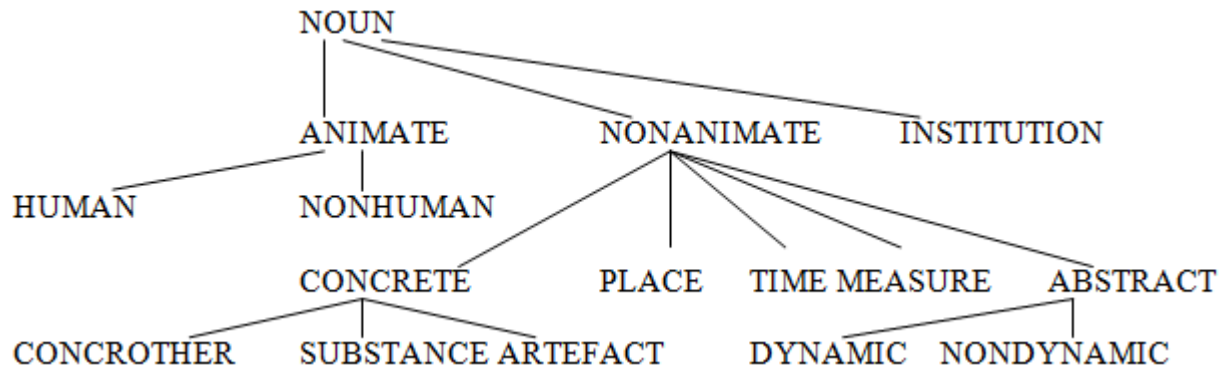 NOUN
ANIMATE NONANIMATE INSTITUTION
HUMAN NONHUMAN
CONCRETE PLACE TIME MEASURE ABSTRACT
CONCROTHER SUBSTANCE ARTEFACT DYNAMIC NONDYNAMIC